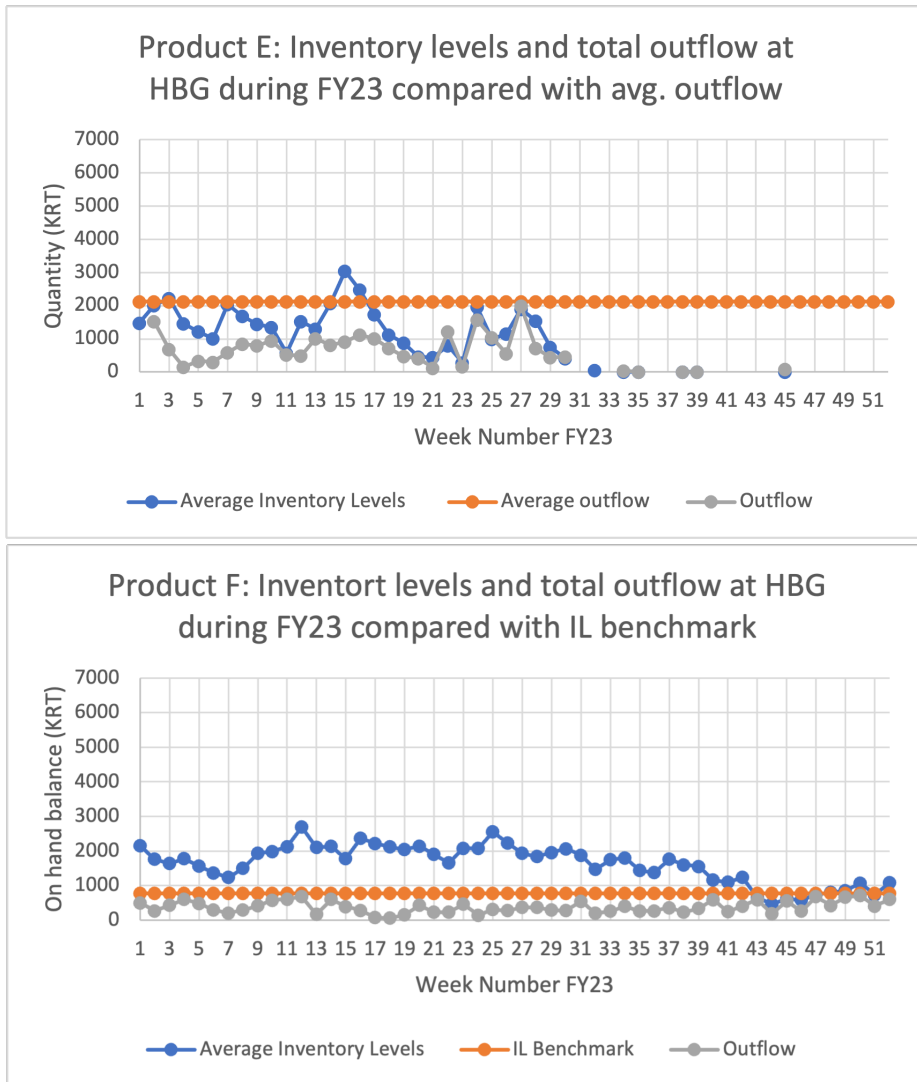 Product E: Inventory levels and total outflow at
HBG during FY23 compared with avg. outflow
7000
6000
5000
4000
3000
2000
1000
0
Quantity (KRT)
1 3 5 7 9 11 13 15 17 19 21 23 25 27 29 31 33 35 37 39 41 43 45 47 49 51
Week Number FY23
Average Inventory Levels Average outflow Outflow
Product F: Inventort levels and total outflow at HBG
during FY23 compared with IL benchmark
7000
6000
5000
4000
3000
2000
1000
0
On hand balance (KRT)
1 3 5 7 9 11 13 15 17 19 21 23 25 27 29 31 33 35 37 39 41 43 45 47 49 51
Week Number FY23
Average Inventory Levels IL Benchmark Outflow